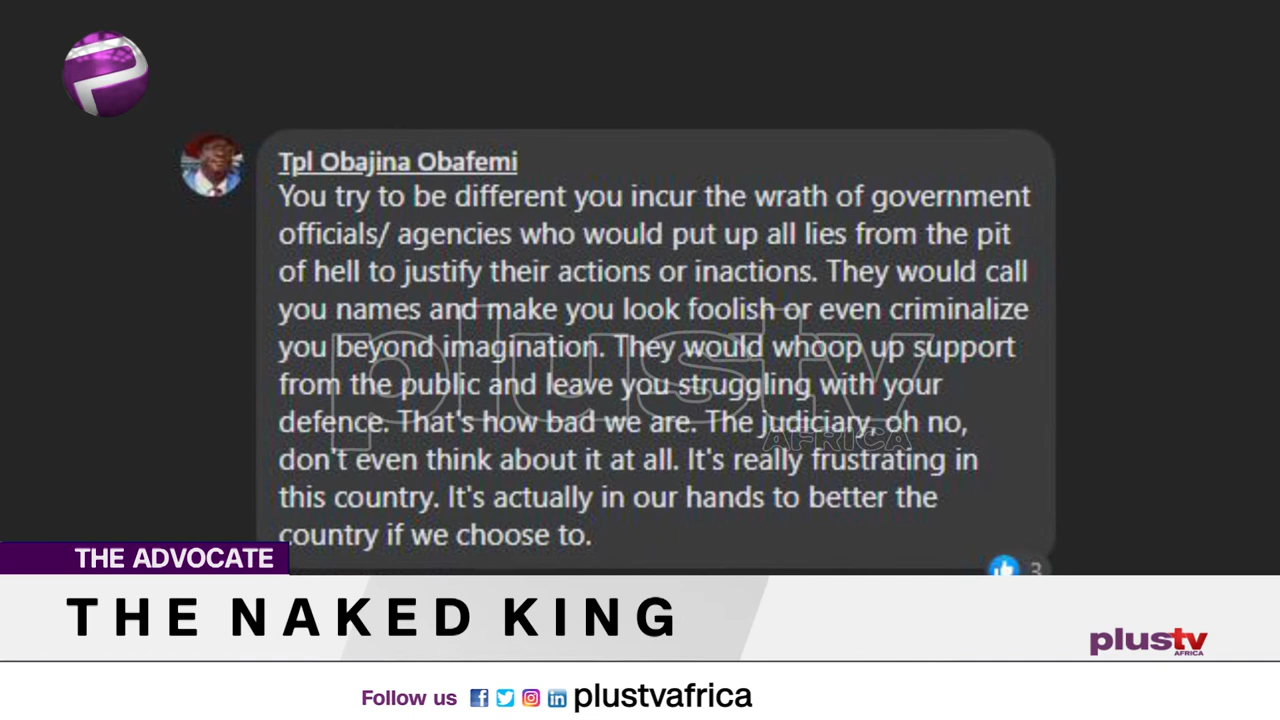 Tpl Obajina Obafemi
You try to be different you incur the wrath of government
officials/ agencies who would put up all lies from the pit
of hell to justify their actions or inactions. They would call
you names and make you look foolish or even criminalize
you beyond imagination. They would whoop up support
from the public and leave you struggling with your
defence. That's how bad we are. The judiciary, oh no,
don't even think about it at all. It's really frustrating in
this country. It's actually in our hands to better the
country if we choose to.
3
plustv
AFRICA
THE ADVOCATE
THE NAKED KING
plustv
AFRICA
Follow us plustvafrica